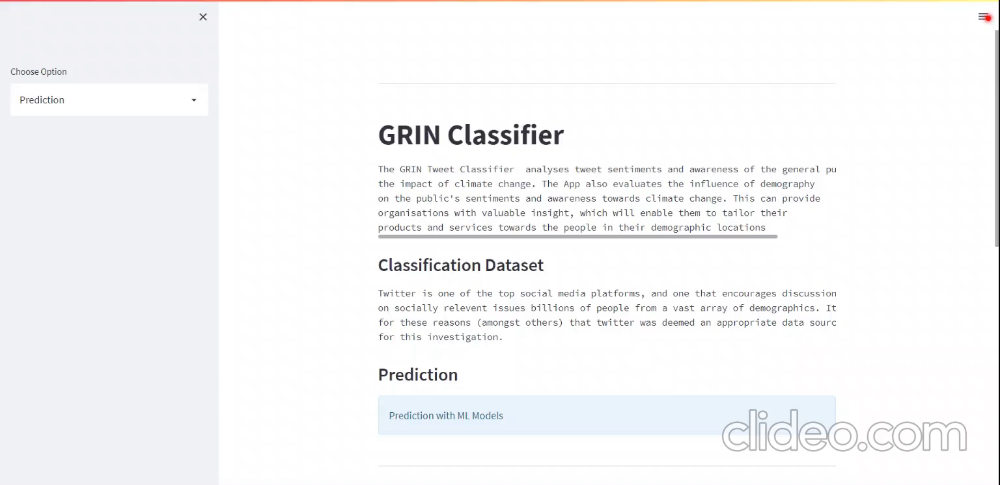 Choose Option
Prediction
GRIN Classifier
The GRIN Tweet Classifier  analyses tweet sentiments and awareness of the general pu
the impact of climate change. The App also evaluates the influence of demography
on the public's sentiments and awareness towards climate change. This can provide
organisations with valuable insight, which will enable them to tailor their
products and services towards the people in their demographic locations
Classification Dataset
Twitter is one of the top social media platforms, and one that encourages discussion
on socially relevent issues billions of people from a vast array of demographics. It
for these reasons (amongst others) that twitter was deemed an appropriate data sourc
for this investigation.
Prediction
Prediction with ML Models
clideo.com